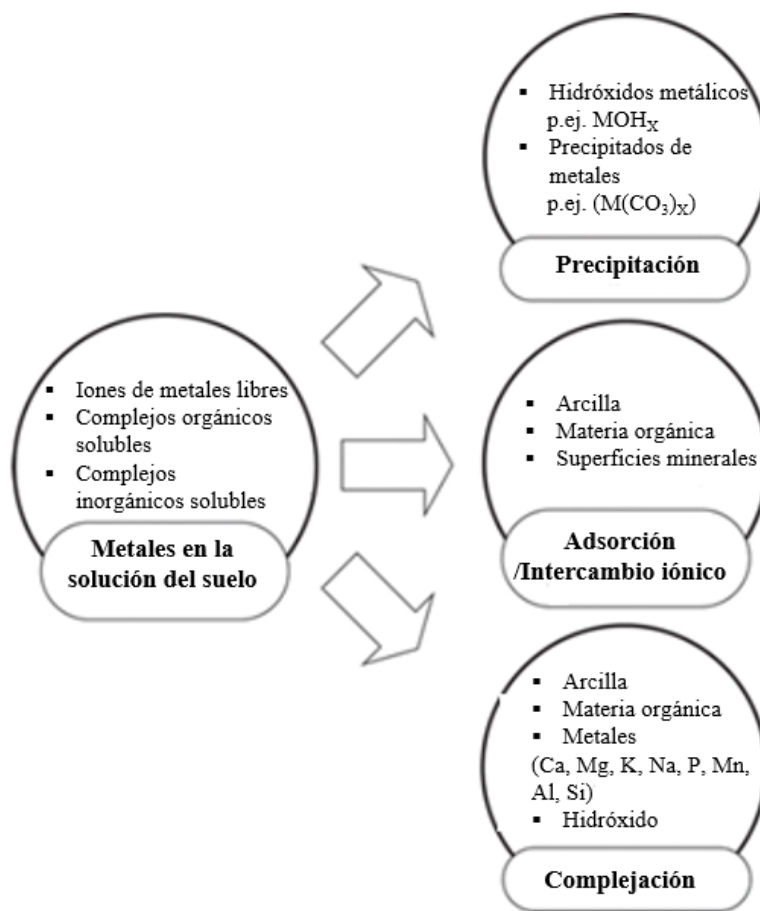 ▪ Hidróxidos metálicos
p.ej. MOHₓ
▪ Precipitados de
metales
p.ej. (M(CO₃)ₓ)
Precipitación
▪ Iones de metales libres
▪ Complejos orgánicos
solubles
▪ Complejos
inorgánicos solubles
Metales en la
solución del suelo
▪ Arcilla
▪ Materia orgánica
▪ Superficies minerales
Adsorción
/Intercambio iónico
▪ Arcilla
▪ Materia orgánica
▪ Metales
(Ca, Mg, K, Na, P, Mn,
Al, Si)
▪ Hidróxido
Complejación